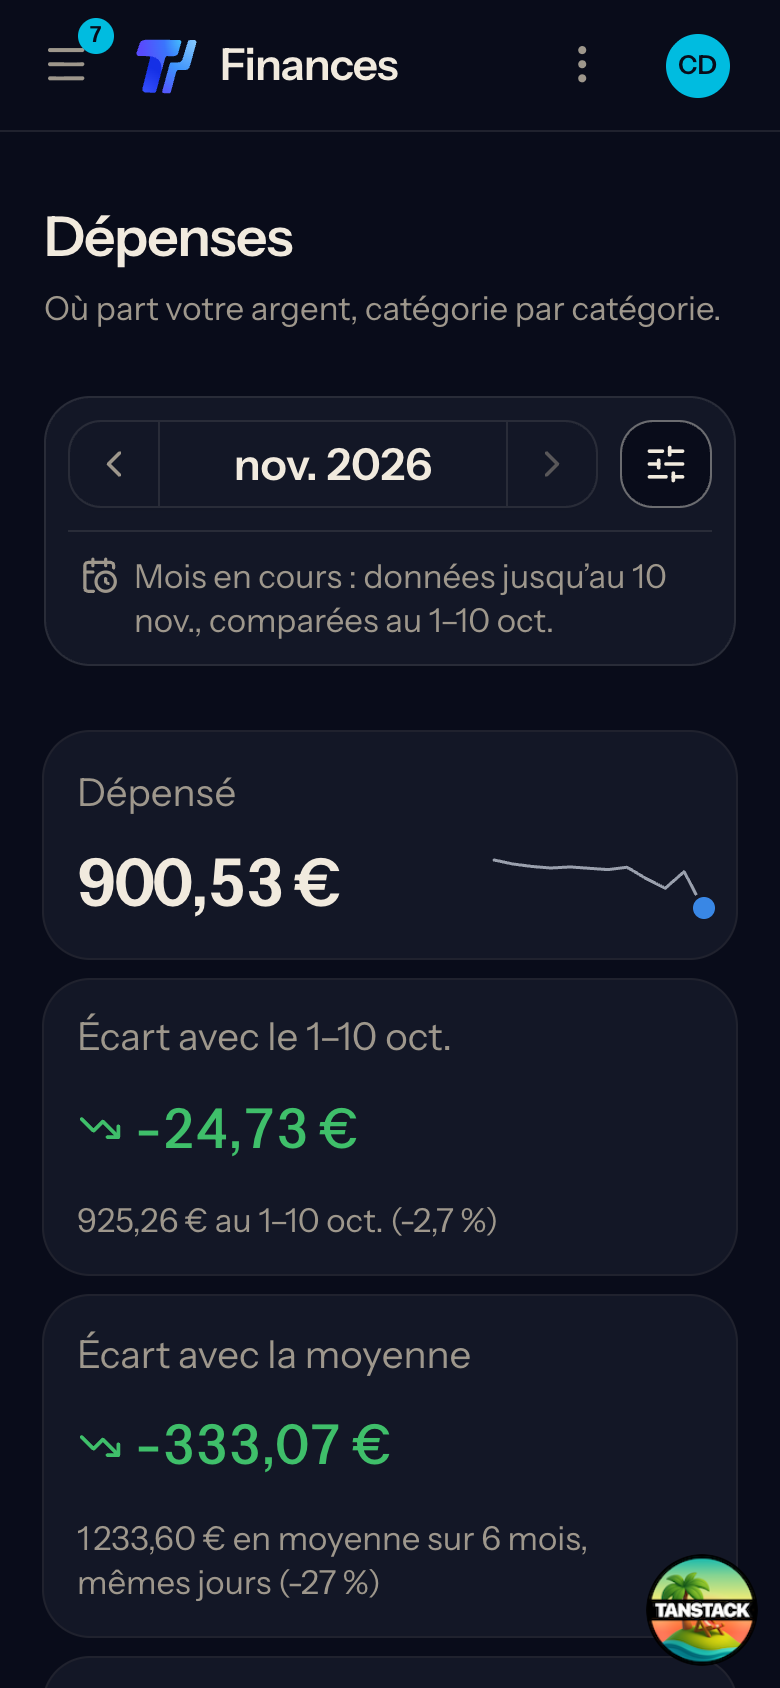 7
Finances
CD
Dépenses
Où part votre argent, catégorie par catégorie.
nov. 2026
Mois en cours : données jusqu’au 10
nov., comparées au 1–10 oct.
Dépensé
900,53 €
Écart avec le 1–10 oct.
-24,73 €
925,26 € au 1–10 oct. (-2,7 %)
Écart avec la moyenne
-333,07 €
1 233,60 € en moyenne sur 6 mois,
mêmes jours (-27 %)
TANSTACK